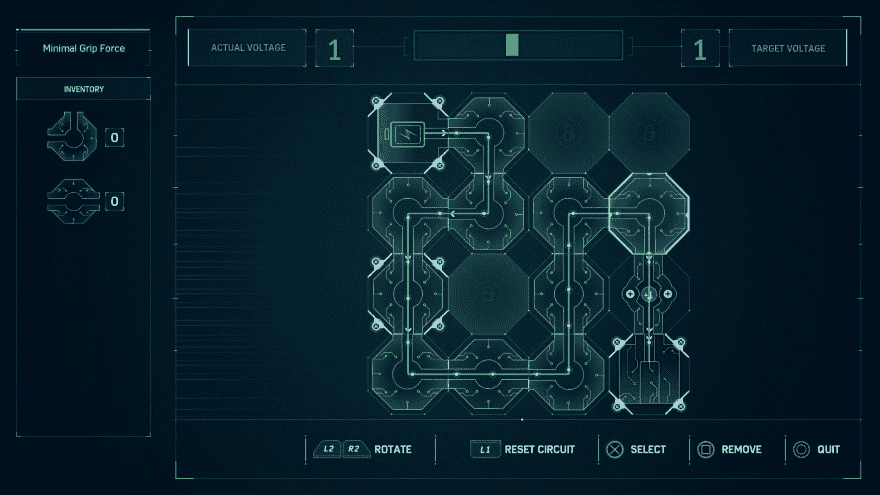 Minimal Grip Force
ACTUAL VOLTAGE
1
1
TARGET VOLTAGE
INVENTORY
0
0
L2 R2 ROTATE
L1 RESET CIRCUIT
SELECT
REMOVE
QUIT